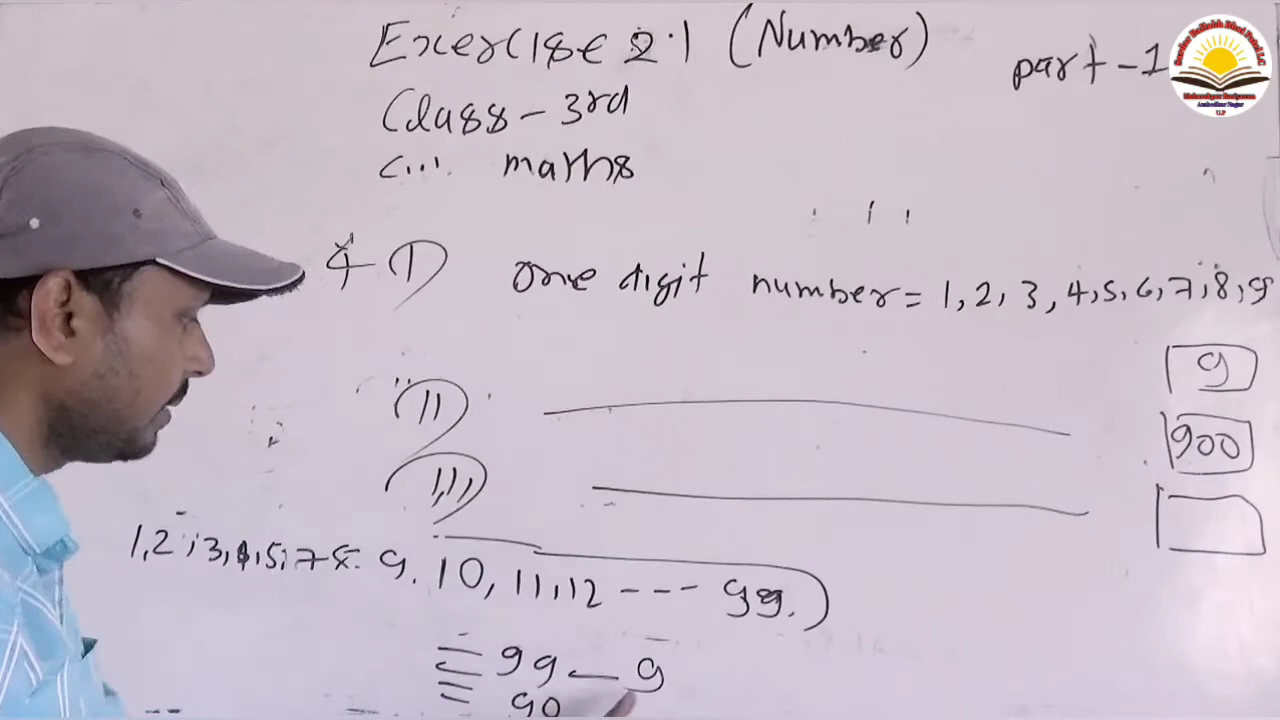 Exercise 2.1 (Number)
part - 1
Class - 3rd
maths
4 (i) one digit number = 1, 2, 3, 4, 5, 6, 7, 8, 9
9
(ii)
900
(iii)
1, 2, 3, 4, 5, 7 8. 9. 10, 11, 12 --- 99.)
99 — 9
90